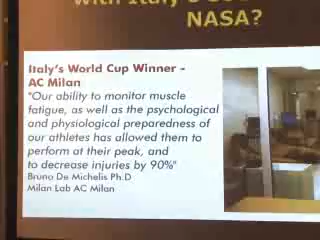 with Italy's
NASA?
Italy's World Cup Winner -
AC Milan
"Our ability to monitor muscle
fatigue, as well as the psychological
and physiological preparedness of
our athletes has allowed them to
perform at their peak, and
to decrease injuries by 90%"
Bruno De Michelis Ph.D
Milan Lab AC Milan